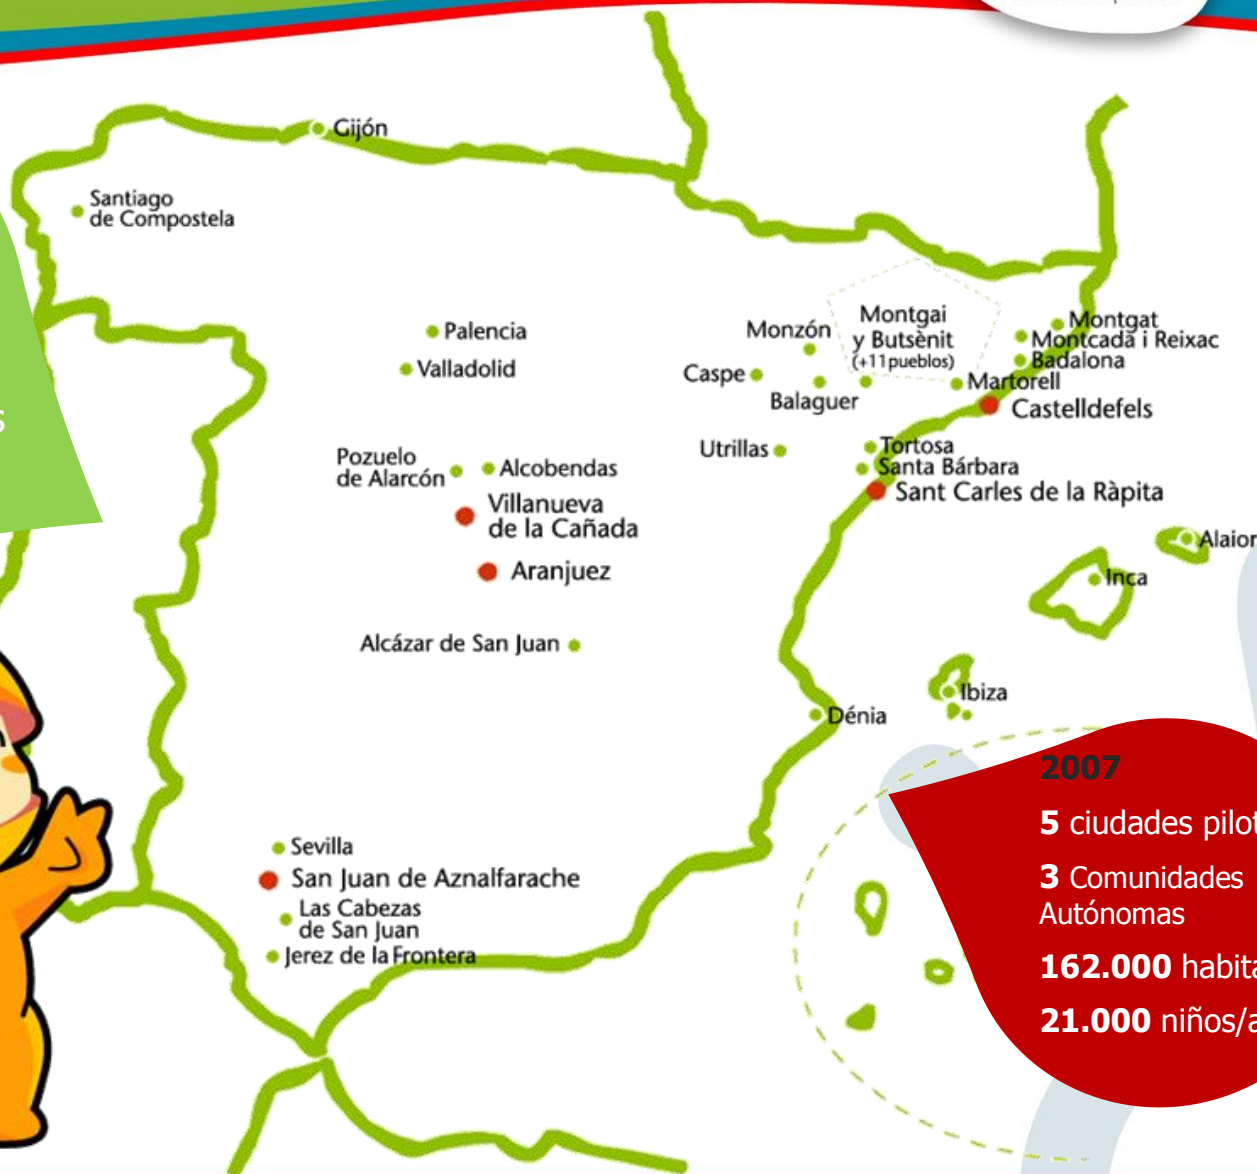 Gijón
Santiago
de Compostela
Palencia
Valladolid
Monzón
Montgai
y Butsènit
(+11pueblos)
Montgat
Montcada i Reixac
Badalona
Caspe
Balaguer
Martorell
Castelldefels
Utrillas
Tortosa
Santa Bárbara
Sant Carles de la Ràpita
Pozuelo
de Alarcón
Alcobendas
Villanueva
de la Cañada
Aranjuez
Alaior
Inca
Alcázar de San Juan
Ibiza
Dénia
Sevilla
San Juan de Aznalfarache
Las Cabezas
de San Juan
Jerez de la Frontera
2007
5 ciudades pilot
3 Comunidades
Autónomas
162.000 habita
21.000 niños/a